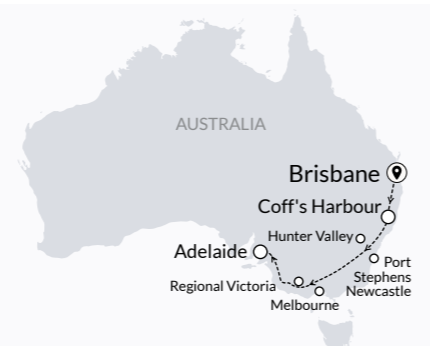 AUSTRALIA
Brisbane
Coff's Harbour
Hunter Valley
Adelaide
Port
Stephens
Newcastle
Regional Victoria
Melbourne